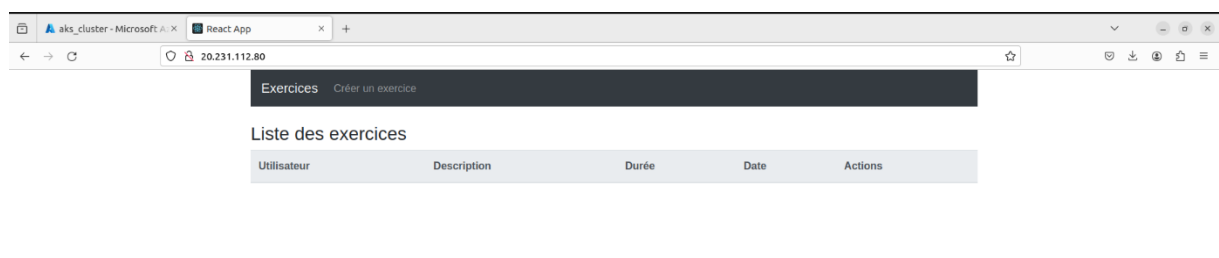 aks_cluster - Microsoft A
React App
20.231.112.80
Exercices Créer un exercice
Liste des exercices
Utilisateur Description Durée Date Actions